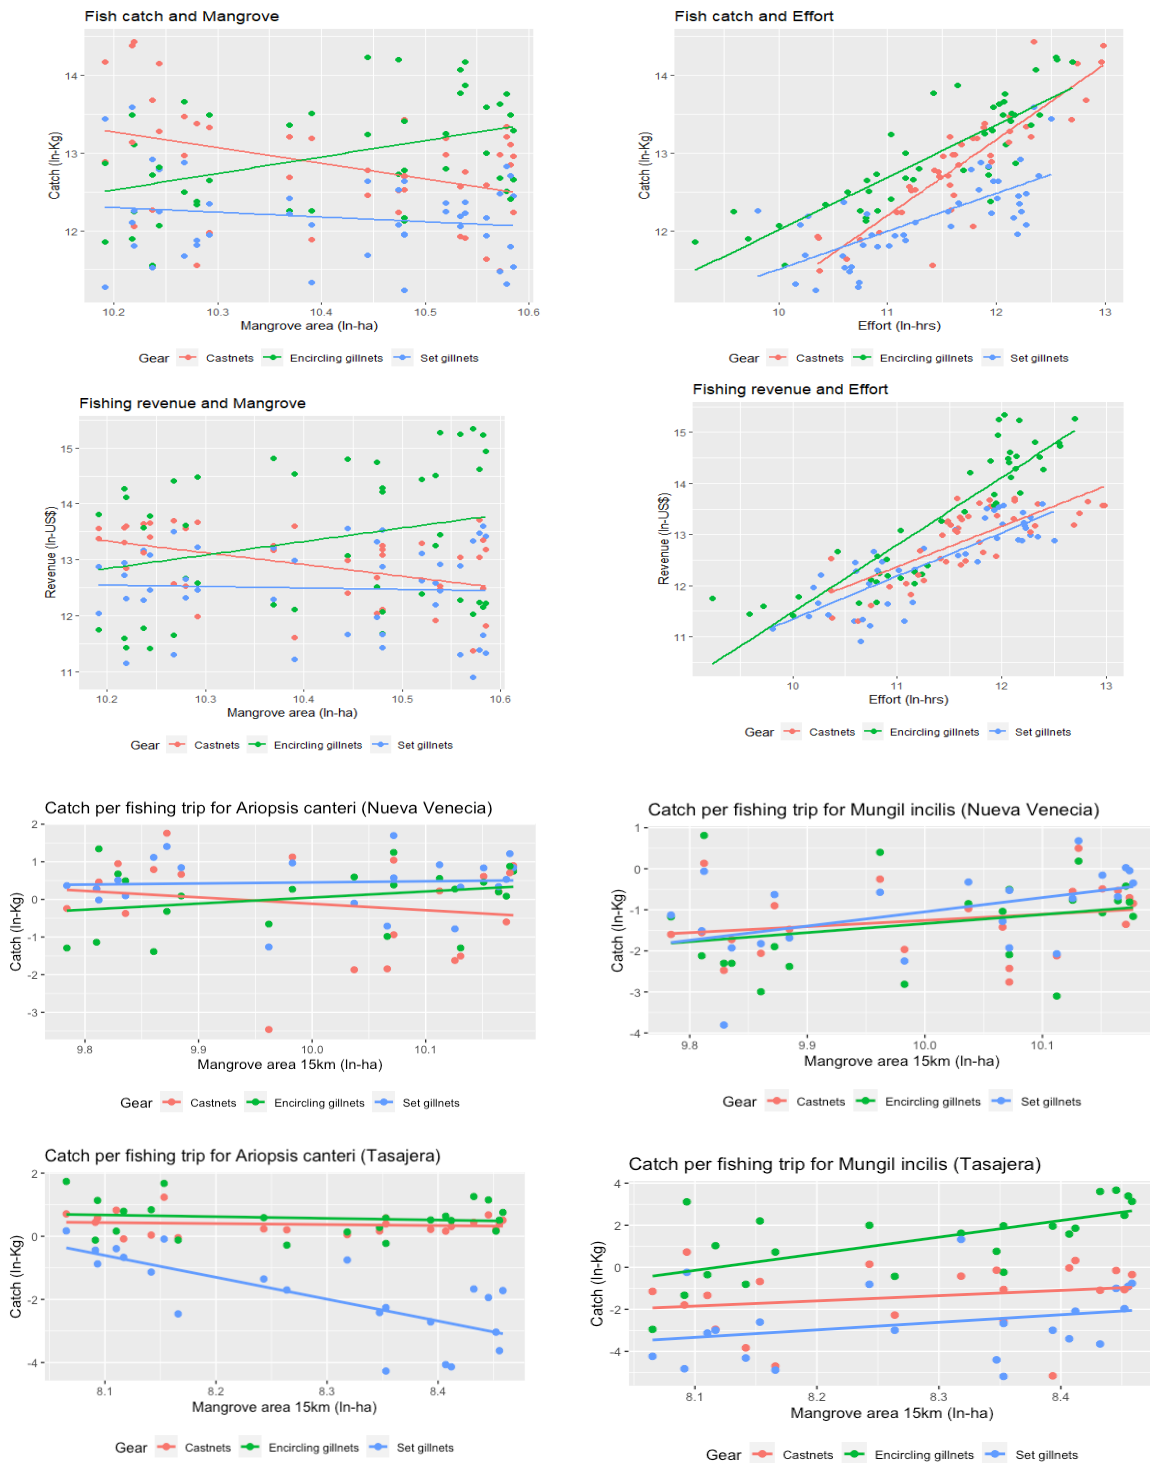 Fish catch and Mangrove
Catch (ln-Kg)
14
13
12
10.2 10.3 10.4 10.5 10.6
Mangrove area (ln-ha)
Gear Castnets Encircling gillnets Set gillnets
Fish catch and Effort
Catch (ln-Kg)
14
13
12
10 11 12 13
Effort (ln-hrs)
Gear Castnets Encircling gillnets Set gillnets
Fishing revenue and Mangrove
Revenue (ln-US$)
15
14
13
12
11
10.2 10.3 10.4 10.5 10.6
Mangrove area (ln-ha)
Gear Castnets Encircling gillnets Set gillnets
Fishing revenue and Effort
Revenue (ln-US$)
15
14
13
12
11
10 11 12 13
Effort (ln-hrs)
Gear Castnets Encircling gillnets Set gillnets
Catch per fishing trip for Ariopsis canteri (Nueva Venecia)
Catch (ln-Kg)
2
1
0
-1
-2
-3
9.8 9.9 10.0 10.1
Mangrove area 15km (ln-ha)
Gear Castnets Encircling gillnets Set gillnets
Catch per fishing trip for Mungil incilis (Nueva Venecia)
Catch (ln-Kg)
1
0
-1
-2
-3
-4
9.8 9.9 10.0 10.1
Mangrove area 15km (ln-ha)
Gear Castnets Encircling gillnets Set gillnets
Catch per fishing trip for Ariopsis canteri (Tasajera)
Catch (ln-Kg)
2
0
-2
-4
8.1 8.2 8.3 8.4
Mangrove area 15km (ln-ha)
Gear Castnets Encircling gillnets Set gillnets
Catch per fishing trip for Mungil incilis (Tasajera)
Catch (ln-Kg)
4
2
0
-2
-4
8.1 8.2 8.3 8.4
Mangrove area 15km (ln-ha)
Gear Castnets Encircling gillnets Set gillnets